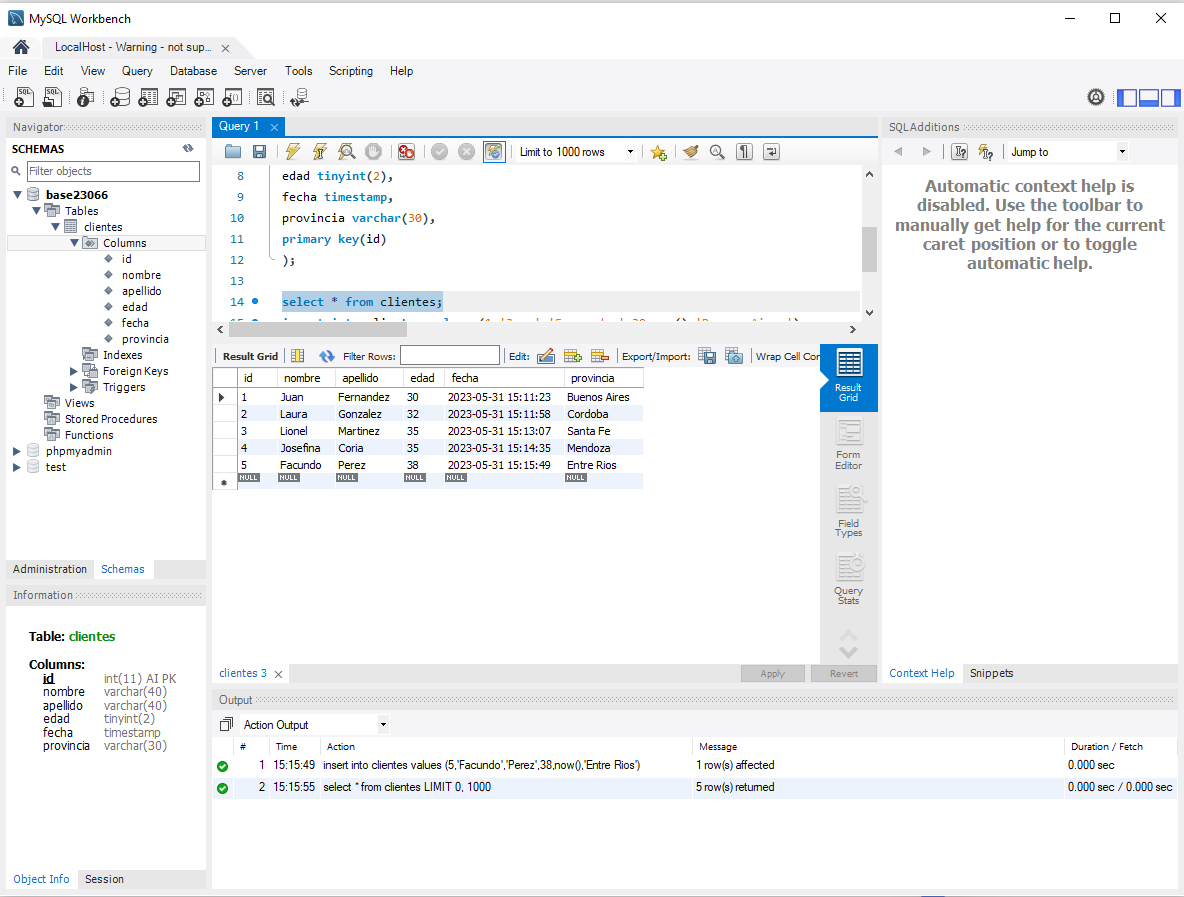 MySQL Workbench
LocalHost - Warning - not sup...
File Edit View Query Database Server Tools Scripting Help
Navigator
SCHEMAS
Filter objects
base23066
Tables
clientes
Columns
id
nombre
apellido
edad
fecha
provincia
Indexes
Foreign Keys
Triggers
Views
Stored Procedures
Functions
phpmyadmin
test
Administration Schemas
Information
Table: clientes
Columns:
id int(11) AI PK
nombre varchar(40)
apellido varchar(40)
edad tinyint(2)
fecha timestamp
provincia varchar(30)
Object Info Session
Query 1
Limit to 1000 rows
8 edad tinyint(2),
9 fecha timestamp,
10 provincia varchar(30),
11 primary key(id)
12 );
13
14 select * from clientes;
Result Grid Filter Rows: Edit: Export/Import: Wrap Cell Con
id nombre apellido edad fecha provincia
1 Juan Fernandez 30 2023-05-31 15:11:23 Buenos Aires
2 Laura Gonzalez 32 2023-05-31 15:11:58 Cordoba
3 Lionel Martinez 35 2023-05-31 15:13:07 Santa Fe
4 Josefina Coria 35 2023-05-31 15:14:35 Mendoza
5 Facundo Perez 38 2023-05-31 15:15:49 Entre Rios
NULL NULL NULL NULL NULL NULL
Result
Grid
Form
Editor
Field
Types
Query
Stats
clientes 3 Apply Revert
SQLAdditions
Jump to
Automatic context help is
disabled. Use the toolbar to
manually get help for the current
caret position or to toggle
automatic help.
Context Help Snippets
Output
Action Output
# Time Action Message Duration / Fetch
1 15:15:49 insert into clientes values (5,'Facundo','Perez',38,now(),'Entre Rios') 1 row(s) affected 0.000 sec
2 15:15:55 select * from clientes LIMIT 0, 1000 5 row(s) returned 0.000 sec / 0.000 sec